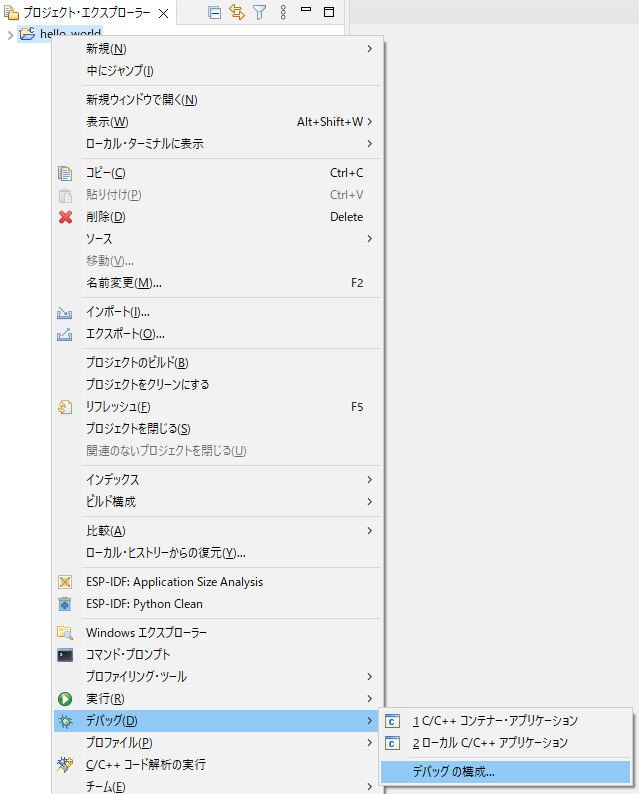 プロジェクト・エクスプローラー
hello_world
新規(N)
中にジャンプ(I)
新規ウィンドウで開く(N)
表示(W) Alt+Shift+W
ローカル・ターミナルに表示
コピー(C) Ctrl+C
貼り付け(P) Ctrl+V
削除(D) Delete
ソース
移動(V)...
名前変更(M)... F2
インポート(I)...
エクスポート(O)...
プロジェクトのビルド(B)
プロジェクトをクリーンにする
リフレッシュ(F) F5
プロジェクトを閉じる(S)
関連のないプロジェクトを閉じる(U)
インデックス
ビルド構成
比較(A)
ローカル・ヒストリーからの復元(Y)...
ESP-IDF: Application Size Analysis
ESP-IDF: Python Clean
Windows エクスプローラー
コマンド・プロンプト
プロファイリング・ツール
実行(R)
デバッグ(D)
1 C/C++ コンテナー・アプリケーション
プロファイル(P)
2 ローカル C/C++ アプリケーション
C/C++ コード解析の実行
デバッグ の構成...
チーム(E)